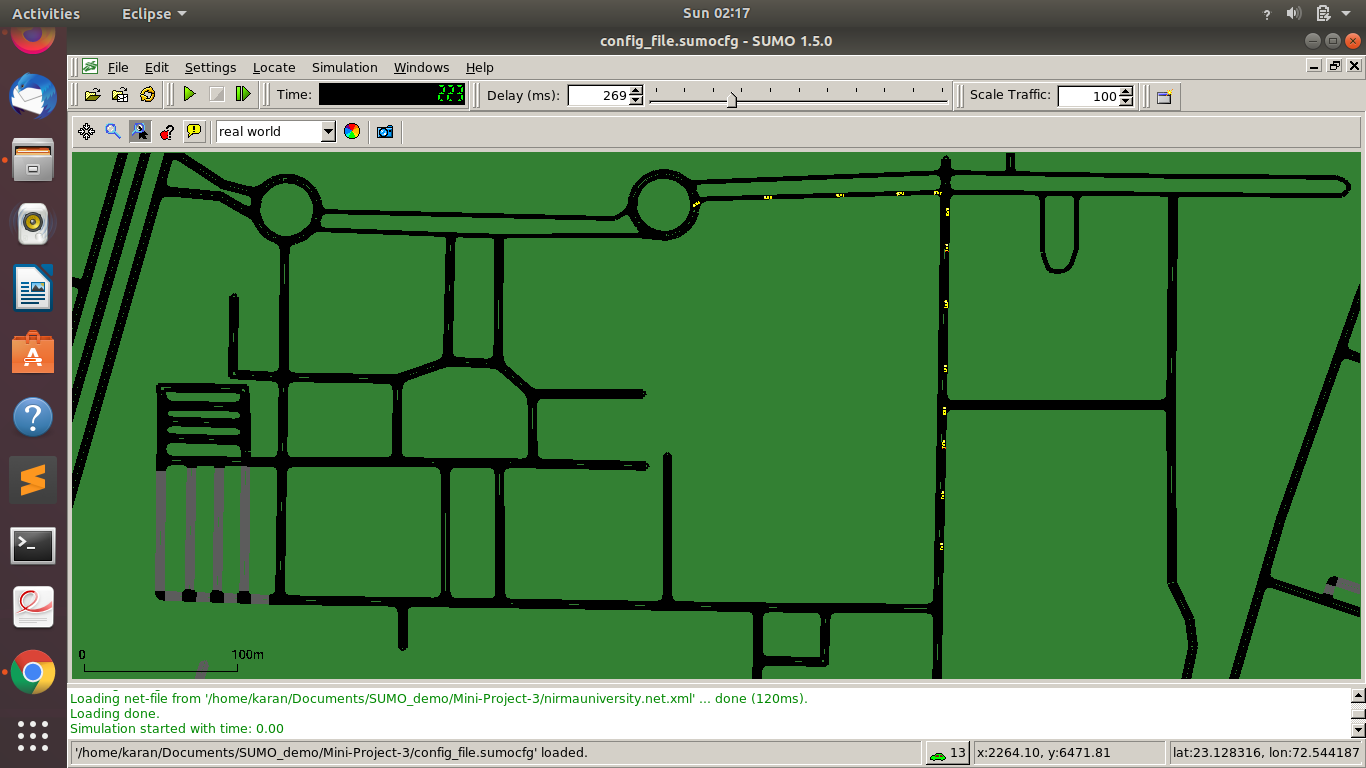 Activities Eclipse Sun 02:17 ?
config_file.sumocfg - SUMO 1.5.0
File Edit Settings Locate Simulation Windows Help
Time: Delay (ms): 269 Scale Traffic: 100
real world
0 100m
Loading net-file from '/home/karan/Documents/SUMO_demo/Mini-Project-3/nirmauniversity.net.xml' ... done (120ms).
Loading done.
Simulation started with time: 0.00
'/home/karan/Documents/SUMO_demo/Mini-Project-3/config_file.sumocfg' loaded. 13 x:2264.10, y:6471.81 lat:23.128316, lon:72.544187